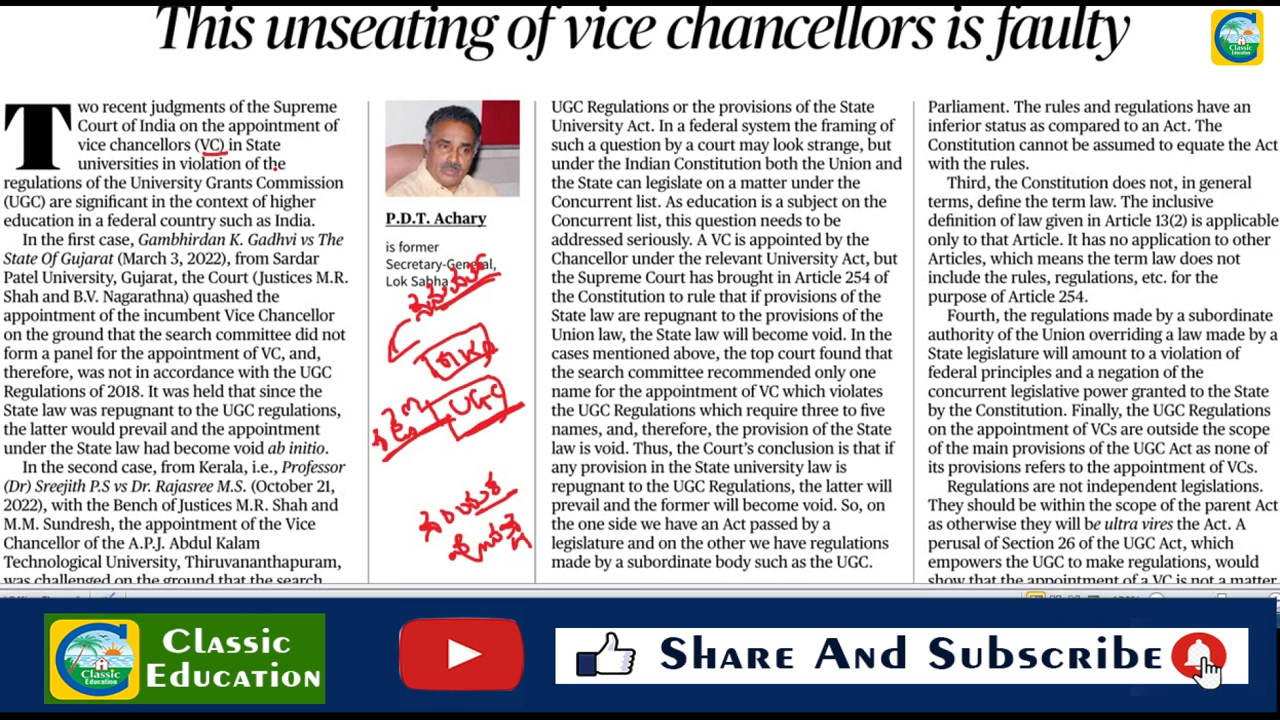 This unseating of vice chancellors is faulty
Classic
Education
Two recent judgments of the Supreme
Court of India on the appointment of
vice chancellors (VC) in State
universities in violation of the
regulations of the University Grants Commission
(UGC) are significant in the context of higher
education in a federal country such as India.
In the first case, Gambhirdan K. Gadhvi vs The
State Of Gujarat (March 3, 2022), from Sardar
Patel University, Gujarat, the Court (Justices M.R.
Shah and B.V. Nagarathna) quashed the
appointment of the incumbent Vice Chancellor
on the ground that the search committee did not
form a panel for the appointment of VC, and,
therefore, was not in accordance with the UGC
Regulations of 2018. It was held that since the
State law was repugnant to the UGC regulations,
the latter would prevail and the appointment
under the State law had become void ab initio.
In the second case, from Kerala, i.e., Professor
(Dr) Sreejith P.S vs Dr. Rajasree M.S. (October 21,
2022), with the Bench of Justices M.R. Shah and
M.M. Sundresh, the appointment of the Vice
Chancellor of the A.P.J. Abdul Kalam
Technological University, Thiruvananthapuram,
was challenged on the ground that the search
P.D.T. Achary
is former
Secretary-General,
Lok Sabha
UGC
UGC Regulations or the provisions of the State
University Act. In a federal system the framing of
such a question by a court may look strange, but
under the Indian Constitution both the Union and
the State can legislate on a matter under the
Concurrent list. As education is a subject on the
Concurrent list, this question needs to be
addressed seriously. A VC is appointed by the
Chancellor under the relevant University Act, but
the Supreme Court has brought in Article 254 of
the Constitution to rule that if provisions of the
State law are repugnant to the provisions of the
Union law, the State law will become void. In the
cases mentioned above, the top court found that
the search committee recommended only one
name for the appointment of VC which violates
the UGC Regulations which require three to five
names, and, therefore, the provision of the State
law is void. Thus, the Court's conclusion is that if
any provision in the State university law is
repugnant to the UGC Regulations, the latter will
prevail and the former will become void. So, on
the one side we have an Act passed by a
legislature and on the other we have regulations
made by a subordinate body such as the UGC.
Parliament. The rules and regulations have an
inferior status as compared to an Act. The
Constitution cannot be assumed to equate the Act
with the rules.
Third, the Constitution does not, in general
terms, define the term law. The inclusive
definition of law given in Article 13(2) is applicable
only to that Article. It has no application to other
Articles, which means the term law does not
include the rules, regulations, etc. for the
purpose of Article 254.
Fourth, the regulations made by a subordinate
authority of the Union overriding a law made by a
State legislature will amount to a violation of
federal principles and a negation of the
concurrent legislative power granted to the State
by the Constitution. Finally, the UGC Regulations
on the appointment of VCs are outside the scope
of the main provisions of the UGC Act as none of
its provisions refers to the appointment of VCs.
Regulations are not independent legislations.
They should be within the scope of the parent Act
as otherwise they will be ultra vires the Act. A
perusal of Section 26 of the UGC Act, which
empowers the UGC to make regulations, would
show that the appointment of a VC is not a matter
Classic
Education
Classic
Education
Share And Subscribe